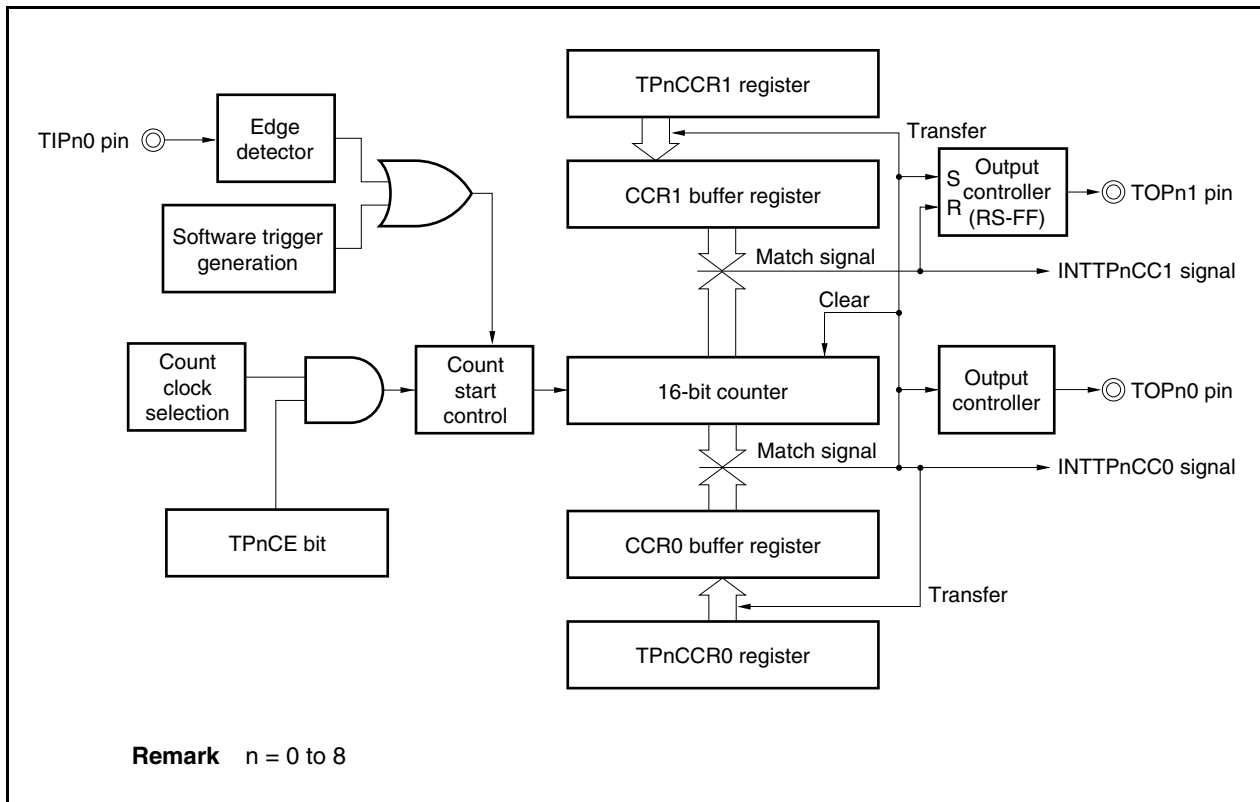 TPnCCR1 register
TIPn0 pin
Edge
detector
Transfer
S
R
Output
controller
(RS-FF)
TOPn1 pin
CCR1 buffer register
Software trigger
generation
Match signal
INTTPnCC1 signal
Clear
Count
clock
selection
Count
start
control
16-bit counter
Output
controller
TOPn0 pin
Match signal
INTTPnCC0 signal
TPnCE bit
CCR0 buffer register
Transfer
TPnCCR0 register
Remark n = 0 to 8